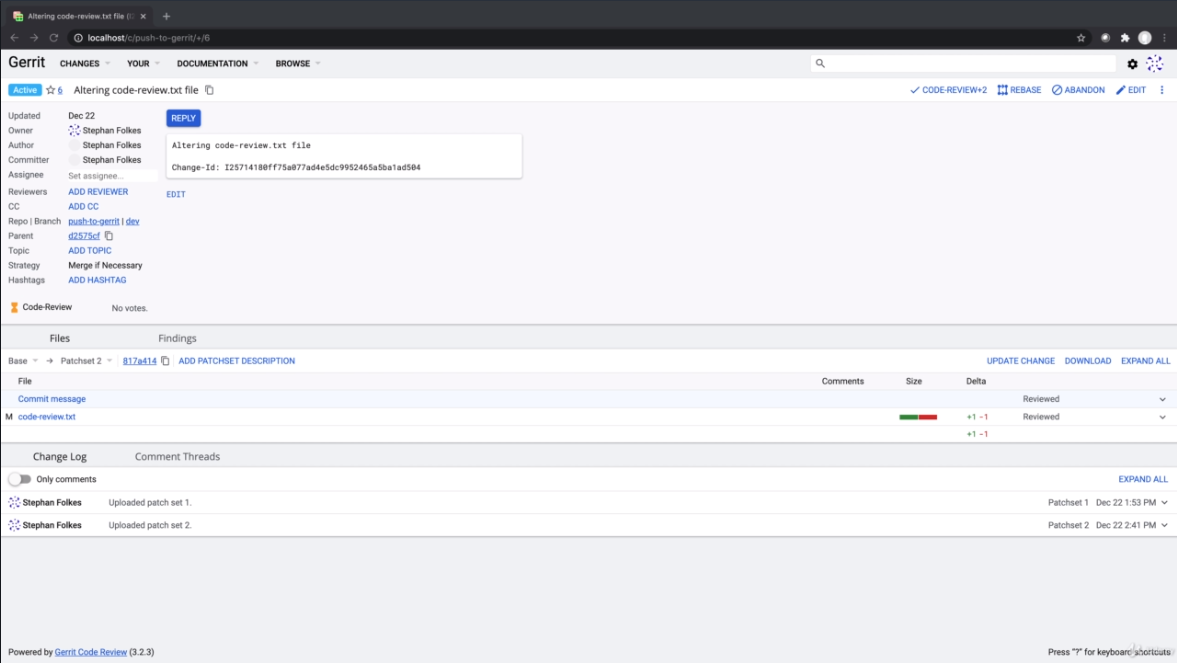 Altering code-review.txt file (
localhost/c/push-to-gerrit/+/6
Gerrit CHANGES YOUR DOCUMENTATION BROWSE
Active 6 Altering code-review.txt file CODE-REVIEW+2 REBASE ABANDON EDIT
Updated Dec 22
REPLY
Owner Stephan Folkes
Author Stephan Folkes
Committer Stephan Folkes
Assignee Set assignee...
Reviewers ADD REVIEWER
CC ADD CC
Repo | Branch push-to-gerrit | dev
Parent d2575cf
Topic ADD TOPIC
Strategy Merge if Necessary
Hashtags ADD HASHTAG
Altering code-review.txt file
Change-Id: I25714180ff75a077ad4e5dc9952465a5ba1ad504
EDIT
Code-Review No votes.
Files Findings
Base → Patchset 2 817a414 ADD PATCHSET DESCRIPTION UPDATE CHANGE DOWNLOAD EXPAND ALL
File Comments Size Delta
Commit message Reviewed
M code-review.txt +1 -1 Reviewed
+1 -1
Change Log Comment Threads
Only comments EXPAND ALL
Stephan Folkes Uploaded patch set 1. Patchset 1 Dec 22 1:53 PM
Stephan Folkes Uploaded patch set 2. Patchset 2 Dec 22 2:41 PM
Powered by Gerrit Code Review (3.2.3) Press "?" for keyboard shortcuts